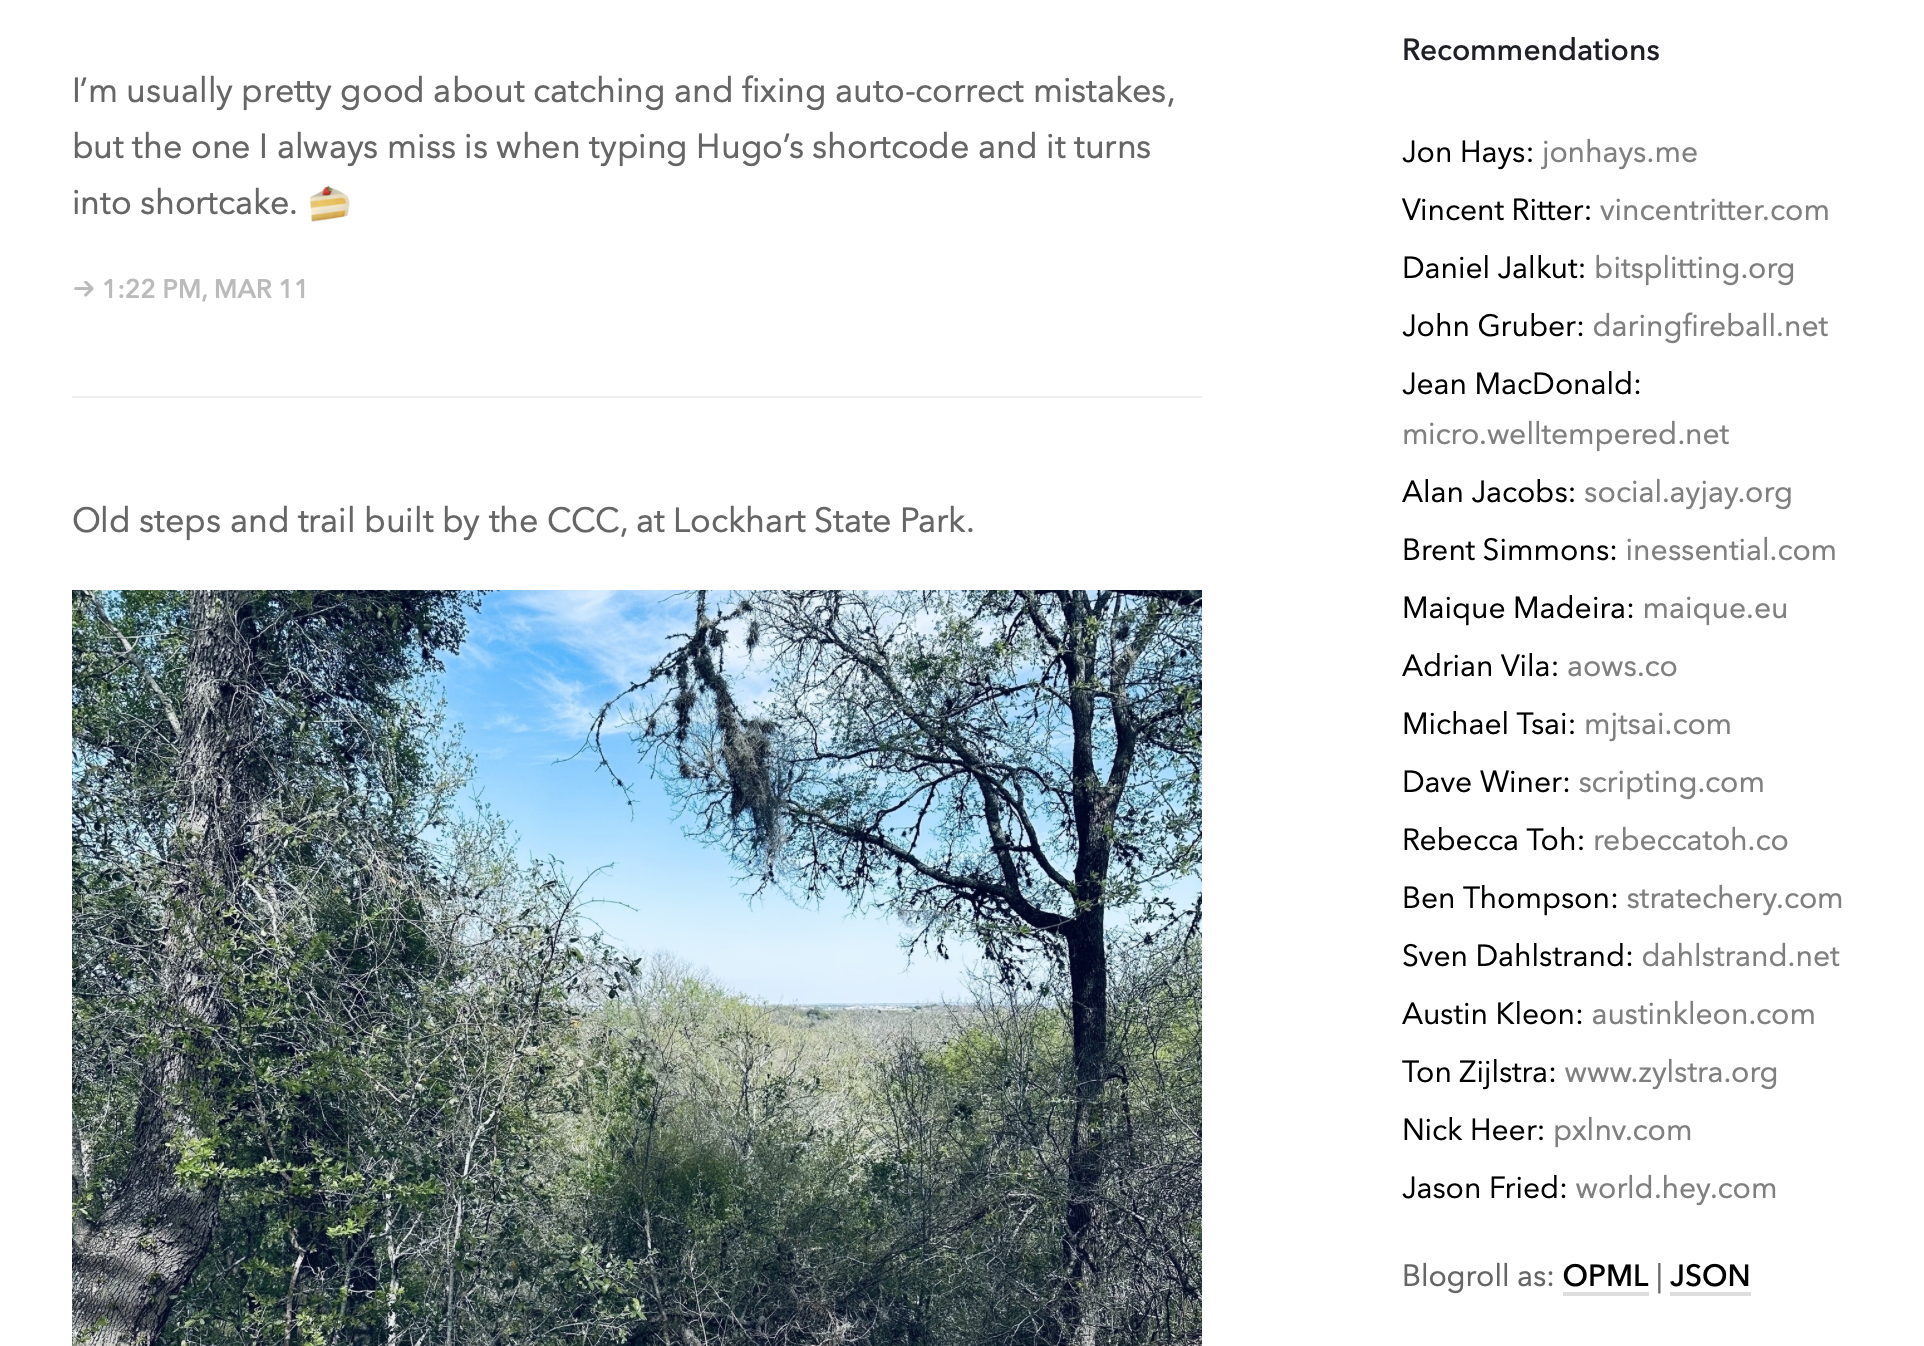 I’m usually pretty good about catching and fixing auto-correct mistakes,
but the one I always miss is when typing Hugo’s shortcode and it turns
into shortcake. 🍰
→ 1:22 PM, MAR 11
Old steps and trail built by the CCC, at Lockhart State Park.
Recommendations
Jon Hays: jonhays.me
Vincent Ritter: vincentritter.com
Daniel Jalkut: bitsplitting.org
John Gruber: daringfireball.net
Jean MacDonald:
micro.welltempered.net
Alan Jacobs: social.ayjay.org
Brent Simmons: inessential.com
Maique Madeira: maique.eu
Adrian Vila: aows.co
Michael Tsai: mjtsai.com
Dave Winer: scripting.com
Rebecca Toh: rebeccatoh.co
Ben Thompson: stratechery.com
Sven Dahlstrand: dahlstrand.net
Austin Kleon: austinkleon.com
Ton Zijlstra: www.zylstra.org
Nick Heer: pxlnv.com
Jason Fried: world.hey.com
Blogroll as: OPML | JSON